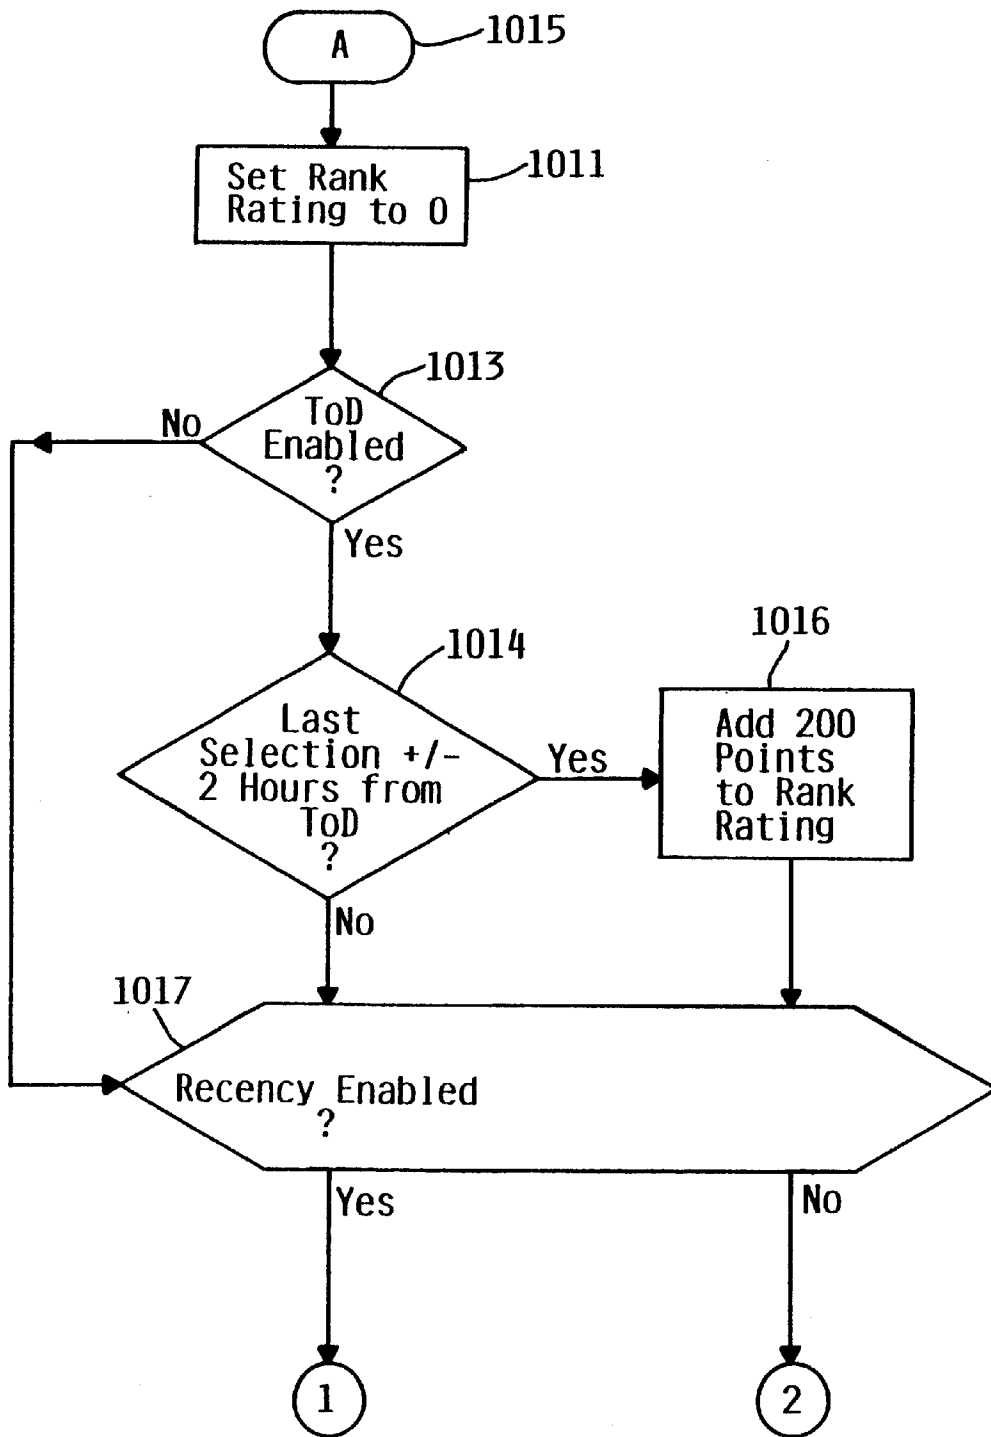 A
1015
Set Rank
Rating to 0
1011
1013
ToD
Enabled
?
No
Yes
1014
Last
Selection +/-
2 Hours from
ToD
?
Yes
1016
Add 200
Points
to Rank
Rating
No
1017
Recency Enabled
?
Yes
No
1
2